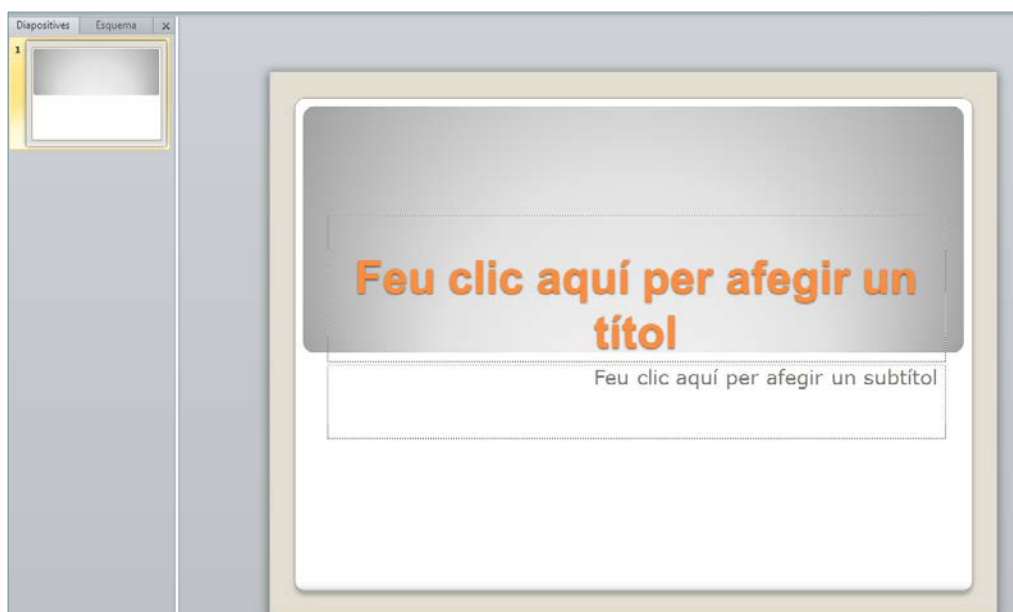 Diapositives Esquema
1
Feu clic aquí per afegir un
títol
Feu clic aquí per afegir un subtítol